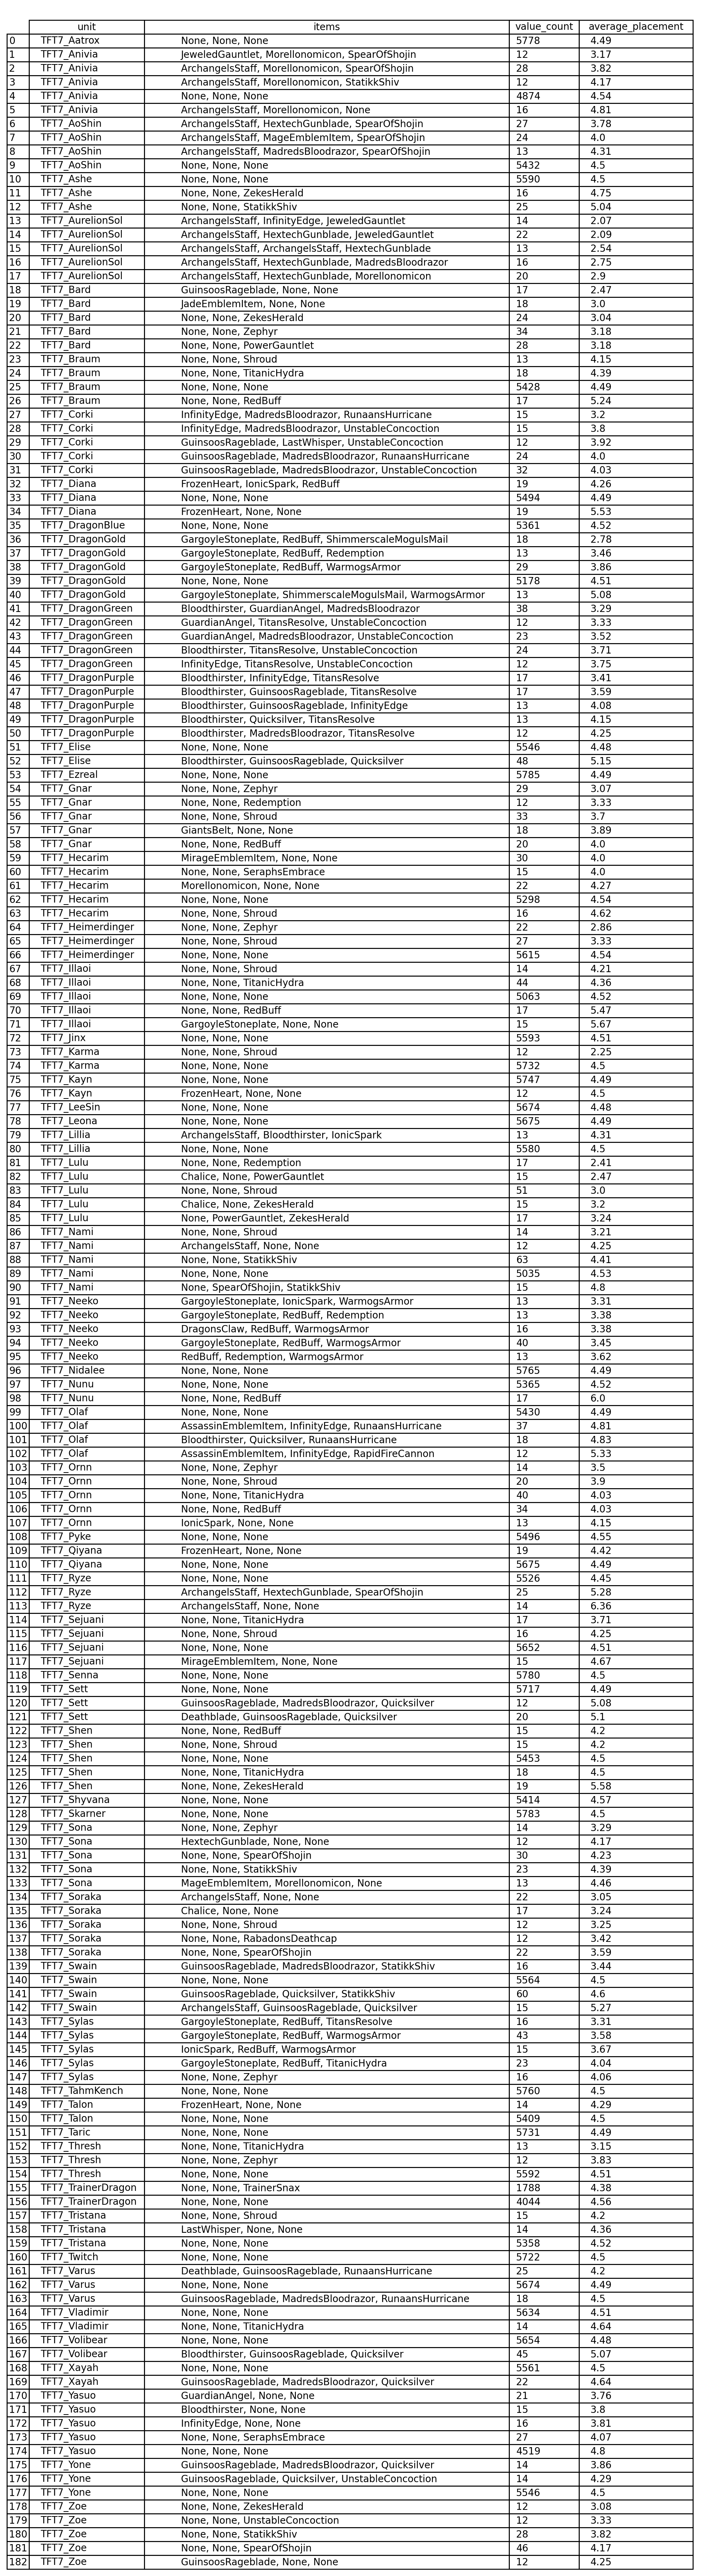 unit items value_count average_placement
0 TFT7_Aatrox None, None, None 5778 4.49
1 TFT7_Anivia JeweledGauntlet, Morellonomicon, SpearOfShojin 12 3.17
2 TFT7_Anivia ArchangelsStaff, Morellonomicon, SpearOfShojin 28 3.82
3 TFT7_Anivia ArchangelsStaff, Morellonomicon, StatikkShiv 12 4.17
4 TFT7_Anivia None, None, None 4874 4.54
5 TFT7_Anivia ArchangelsStaff, Morellonomicon, None 16 4.81
6 TFT7_AoShin ArchangelsStaff, HextechGunblade, SpearOfShojin 27 3.78
7 TFT7_AoShin ArchangelsStaff, MageEmblemItem, SpearOfShojin 24 4.0
8 TFT7_AoShin ArchangelsStaff, MadredsBloodrazor, SpearOfShojin 13 4.31
9 TFT7_AoShin None, None, None 5432 4.5
10 TFT7_Ashe None, None, None 5590 4.5
11 TFT7_Ashe None, None, ZekesHerald 16 4.75
12 TFT7_Ashe None, None, StatikkShiv 25 5.04
13 TFT7_AurelionSol ArchangelsStaff, InfinityEdge, JeweledGauntlet 14 2.07
14 TFT7_AurelionSol ArchangelsStaff, HextechGunblade, JeweledGauntlet 22 2.09
15 TFT7_AurelionSol ArchangelsStaff, ArchangelsStaff, HextechGunblade 13 2.54
16 TFT7_AurelionSol ArchangelsStaff, HextechGunblade, MadredsBloodrazor 16 2.75
17 TFT7_AurelionSol ArchangelsStaff, HextechGunblade, Morellonomicon 20 2.9
18 TFT7_Bard GuinsoosRageblade, None, None 17 2.47
19 TFT7_Bard JadeEmblemItem, None, None 18 3.0
20 TFT7_Bard None, None, ZekesHerald 24 3.04
21 TFT7_Bard None, None, Zephyr 34 3.18
22 TFT7_Bard None, None, PowerGauntlet 28 3.18
23 TFT7_Braum None, None, Shroud 13 4.15
24 TFT7_Braum None, None, TitanicHydra 18 4.39
25 TFT7_Braum None, None, None 5428 4.49
26 TFT7_Braum None, None, RedBuff 17 5.24
27 TFT7_Corki InfinityEdge, MadredsBloodrazor, RunaansHurricane 15 3.2
28 TFT7_Corki InfinityEdge, MadredsBloodrazor, UnstableConcoction 15 3.8
29 TFT7_Corki GuinsoosRageblade, LastWhisper, UnstableConcoction 12 3.92
30 TFT7_Corki GuinsoosRageblade, MadredsBloodrazor, RunaansHurricane 24 4.0
31 TFT7_Corki GuinsoosRageblade, MadredsBloodrazor, UnstableConcoction 32 4.03
32 TFT7_Diana FrozenHeart, IonicSpark, RedBuff 19 4.26
33 TFT7_Diana None, None, None 5494 4.49
34 TFT7_Diana FrozenHeart, None, None 19 5.53
35 TFT7_DragonBlue None, None, None 5361 4.52
36 TFT7_DragonGold GargoyleStoneplate, RedBuff, ShimmerscaleMogulsMail 18 2.78
37 TFT7_DragonGold GargoyleStoneplate, RedBuff, Redemption 13 3.46
38 TFT7_DragonGold GargoyleStoneplate, RedBuff, WarmogsArmor 29 3.86
39 TFT7_DragonGold None, None, None 5178 4.51
40 TFT7_DragonGold GargoyleStoneplate, ShimmerscaleMogulsMail, WarmogsArmor 13 5.08
41 TFT7_DragonGreen Bloodthirster, GuardianAngel, MadredsBloodrazor 38 3.29
42 TFT7_DragonGreen GuardianAngel, TitansResolve, UnstableConcoction 12 3.33
43 TFT7_DragonGreen GuardianAngel, MadredsBloodrazor, UnstableConcoction 23 3.52
44 TFT7_DragonGreen Bloodthirster, TitansResolve, UnstableConcoction 24 3.71
45 TFT7_DragonGreen InfinityEdge, TitansResolve, UnstableConcoction 12 3.75
46 TFT7_DragonPurple Bloodthirster, InfinityEdge, TitansResolve 17 3.41
47 TFT7_DragonPurple Bloodthirster, GuinsoosRageblade, TitansResolve 17 3.59
48 TFT7_DragonPurple Bloodthirster, GuinsoosRageblade, InfinityEdge 13 4.08
49 TFT7_DragonPurple Bloodthirster, Quicksilver, TitansResolve 13 4.15
50 TFT7_DragonPurple Bloodthirster, MadredsBloodrazor, TitansResolve 12 4.25
51 TFT7_Elise None, None, None 5546 4.48
52 TFT7_Elise Bloodthirster, GuinsoosRageblade, Quicksilver 48 5.15
53 TFT7_Ezreal None, None, None 5785 4.49
54 TFT7_Gnar None, None, Zephyr 29 3.07
55 TFT7_Gnar None, None, Redemption 12 3.33
56 TFT7_Gnar None, None, Shroud 33 3.7
57 TFT7_Gnar GiantsBelt, None, None 18 3.89
58 TFT7_Gnar None, None, RedBuff 20 4.0
59 TFT7_Hecarim MirageEmblemItem, None, None 30 4.0
60 TFT7_Hecarim None, None, SeraphsEmbrace 15 4.0
61 TFT7_Hecarim Morellonomicon, None, None 22 4.27
62 TFT7_Hecarim None, None, None 5298 4.54
63 TFT7_Hecarim None, None, Shroud 16 4.62
64 TFT7_Heimerdinger None, None, Zephyr 22 2.86
65 TFT7_Heimerdinger None, None, Shroud 27 3.33
66 TFT7_Heimerdinger None, None, None 5615 4.54
67 TFT7_Illaoi None, None, Shroud 14 4.21
68 TFT7_Illaoi None, None, TitanicHydra 44 4.36
69 TFT7_Illaoi None, None, None 5063 4.52
70 TFT7_Illaoi None, None, RedBuff 17 5.47
71 TFT7_Illaoi GargoyleStoneplate, None, None 15 5.67
72 TFT7_Jinx None, None, None 5593 4.51
73 TFT7_Karma None, None, Shroud 12 2.25
74 TFT7_Karma None, None, None 5732 4.5
75 TFT7_Kayn None, None, None 5747 4.49
76 TFT7_Kayn FrozenHeart, None, None 12 4.5
77 TFT7_LeeSin None, None, None 5674 4.48
78 TFT7_Leona None, None, None 5675 4.49
79 TFT7_Lillia ArchangelsStaff, Bloodthirster, IonicSpark 13 4.31
80 TFT7_Lillia None, None, None 5580 4.5
81 TFT7_Lulu None, None, Redemption 17 2.41
82 TFT7_Lulu Chalice, None, PowerGauntlet 15 2.47
83 TFT7_Lulu None, None, Shroud 51 3.0
84 TFT7_Lulu Chalice, None, ZekesHerald 15 3.2
85 TFT7_Lulu None, PowerGauntlet, ZekesHerald 17 3.24
86 TFT7_Nami None, None, Shroud 14 3.21
87 TFT7_Nami ArchangelsStaff, None, None 12 4.25
88 TFT7_Nami None, None, StatikkShiv 63 4.41
89 TFT7_Nami None, None, None 5035 4.53
90 TFT7_Nami None, SpearOfShojin, StatikkShiv 15 4.8
91 TFT7_Neeko GargoyleStoneplate, IonicSpark, WarmogsArmor 13 3.31
92 TFT7_Neeko GargoyleStoneplate, RedBuff, Redemption 13 3.38
93 TFT7_Neeko DragonsClaw, RedBuff, WarmogsArmor 16 3.38
94 TFT7_Neeko GargoyleStoneplate, RedBuff, WarmogsArmor 40 3.45
95 TFT7_Neeko RedBuff, Redemption, WarmogsArmor 13 3.62
96 TFT7_Nidalee None, None, None 5765 4.49
97 TFT7_Nunu None, None, None 5365 4.52
98 TFT7_Nunu None, None, RedBuff 17 6.0
99 TFT7_Olaf None, None, None 5430 4.49
100 TFT7_Olaf AssassinEmblemItem, InfinityEdge, RunaansHurricane 37 4.81
101 TFT7_Olaf Bloodthirster, Quicksilver, RunaansHurricane 18 4.83
102 TFT7_Olaf AssassinEmblemItem, InfinityEdge, RapidFireCannon 12 5.33
103 TFT7_Ornn None, None, Zephyr 14 3.5
104 TFT7_Ornn None, None, Shroud 20 3.9
105 TFT7_Ornn None, None, TitanicHydra 40 4.03
106 TFT7_Ornn None, None, RedBuff 34 4.03
107 TFT7_Ornn IonicSpark, None, None 13 4.15
108 TFT7_Pyke None, None, None 5496 4.55
109 TFT7_Qiyana FrozenHeart, None, None 19 4.42
110 TFT7_Qiyana None, None, None 5675 4.49
111 TFT7_Ryze None, None, None 5526 4.45
112 TFT7_Ryze ArchangelsStaff, HextechGunblade, SpearOfShojin 25 5.28
113 TFT7_Ryze ArchangelsStaff, None, None 14 6.36
114 TFT7_Sejuani None, None, TitanicHydra 17 3.71
115 TFT7_Sejuani None, None, Shroud 16 4.25
116 TFT7_Sejuani None, None, None 5652 4.51
117 TFT7_Sejuani MirageEmblemItem, None, None 15 4.67
118 TFT7_Senna None, None, None 5780 4.5
119 TFT7_Sett None, None, None 5717 4.49
120 TFT7_Sett GuinsoosRageblade, MadredsBloodrazor, Quicksilver 12 5.08
121 TFT7_Sett Deathblade, GuinsoosRageblade, Quicksilver 20 5.1
122 TFT7_Shen None, None, RedBuff 15 4.2
123 TFT7_Shen None, None, Shroud 15 4.2
124 TFT7_Shen None, None, None 5453 4.5
125 TFT7_Shen None, None, TitanicHydra 18 4.5
126 TFT7_Shen None, None, ZekesHerald 19 5.58
127 TFT7_Shyvana None, None, None 5414 4.57
128 TFT7_Skarner None, None, None 5783 4.5
129 TFT7_Sona None, None, Zephyr 14 3.29
130 TFT7_Sona HextechGunblade, None, None 12 4.17
131 TFT7_Sona None, None, SpearOfShojin 30 4.23
132 TFT7_Sona None, None, StatikkShiv 23 4.39
133 TFT7_Sona MageEmblemItem, Morellonomicon, None 13 4.46
134 TFT7_Soraka ArchangelsStaff, None, None 22 3.05
135 TFT7_Soraka Chalice, None, None 17 3.24
136 TFT7_Soraka None, None, Shroud 12 3.25
137 TFT7_Soraka None, None, RabadonsDeathcap 12 3.42
138 TFT7_Soraka None, None, SpearOfShojin 22 3.59
139 TFT7_Swain GuinsoosRageblade, MadredsBloodrazor, StatikkShiv 16 3.44
140 TFT7_Swain None, None, None 5564 4.5
141 TFT7_Swain GuinsoosRageblade, Quicksilver, StatikkShiv 60 4.6
142 TFT7_Swain ArchangelsStaff, GuinsoosRageblade, Quicksilver 15 5.27
143 TFT7_Sylas GargoyleStoneplate, RedBuff, TitansResolve 16 3.31
144 TFT7_Sylas GargoyleStoneplate, RedBuff, WarmogsArmor 43 3.58
145 TFT7_Sylas IonicSpark, RedBuff, WarmogsArmor 15 3.67
146 TFT7_Sylas GargoyleStoneplate, RedBuff, TitanicHydra 23 4.04
147 TFT7_Sylas None, None, Zephyr 16 4.06
148 TFT7_TahmKench None, None, None 5760 4.5
149 TFT7_Talon FrozenHeart, None, None 14 4.29
150 TFT7_Talon None, None, None 5409 4.5
151 TFT7_Taric None, None, None 5731 4.49
152 TFT7_Thresh None, None, TitanicHydra 13 3.15
153 TFT7_Thresh None, None, Zephyr 12 3.83
154 TFT7_Thresh None, None, None 5592 4.51
155 TFT7_TrainerDragon None, None, TrainerSnax 1788 4.38
156 TFT7_TrainerDragon None, None, None 4044 4.56
157 TFT7_Tristana None, None, Shroud 15 4.2
158 TFT7_Tristana LastWhisper, None, None 14 4.36
159 TFT7_Tristana None, None, None 5358 4.52
160 TFT7_Twitch None, None, None 5722 4.5
161 TFT7_Varus Deathblade, GuinsoosRageblade, RunaansHurricane 25 4.2
162 TFT7_Varus None, None, None 5674 4.49
163 TFT7_Varus GuinsoosRageblade, MadredsBloodrazor, RunaansHurricane 18 4.5
164 TFT7_Vladimir None, None, None 5634 4.51
165 TFT7_Vladimir None, None, TitanicHydra 14 4.64
166 TFT7_Volibear None, None, None 5654 4.48
167 TFT7_Volibear Bloodthirster, GuinsoosRageblade, Quicksilver 45 5.07
168 TFT7_Xayah None, None, None 5561 4.5
169 TFT7_Xayah GuinsoosRageblade, MadredsBloodrazor, Quicksilver 22 4.64
170 TFT7_Yasuo GuardianAngel, None, None 21 3.76
171 TFT7_Yasuo Bloodthirster, None, None 15 3.8
172 TFT7_Yasuo InfinityEdge, None, None 16 3.81
173 TFT7_Yasuo None, None, SeraphsEmbrace 27 4.07
174 TFT7_Yasuo None, None, None 4519 4.8
175 TFT7_Yone GuinsoosRageblade, MadredsBloodrazor, Quicksilver 14 3.86
176 TFT7_Yone GuinsoosRageblade, Quicksilver, UnstableConcoction 14 4.29
177 TFT7_Yone None, None, None 5546 4.5
178 TFT7_Zoe None, None, ZekesHerald 12 3.08
179 TFT7_Zoe None, None, UnstableConcoction 12 3.33
180 TFT7_Zoe None, None, StatikkShiv 28 3.82
181 TFT7_Zoe None, None, SpearOfShojin 46 4.17
182 TFT7_Zoe GuinsoosRageblade, None, None 12 4.25